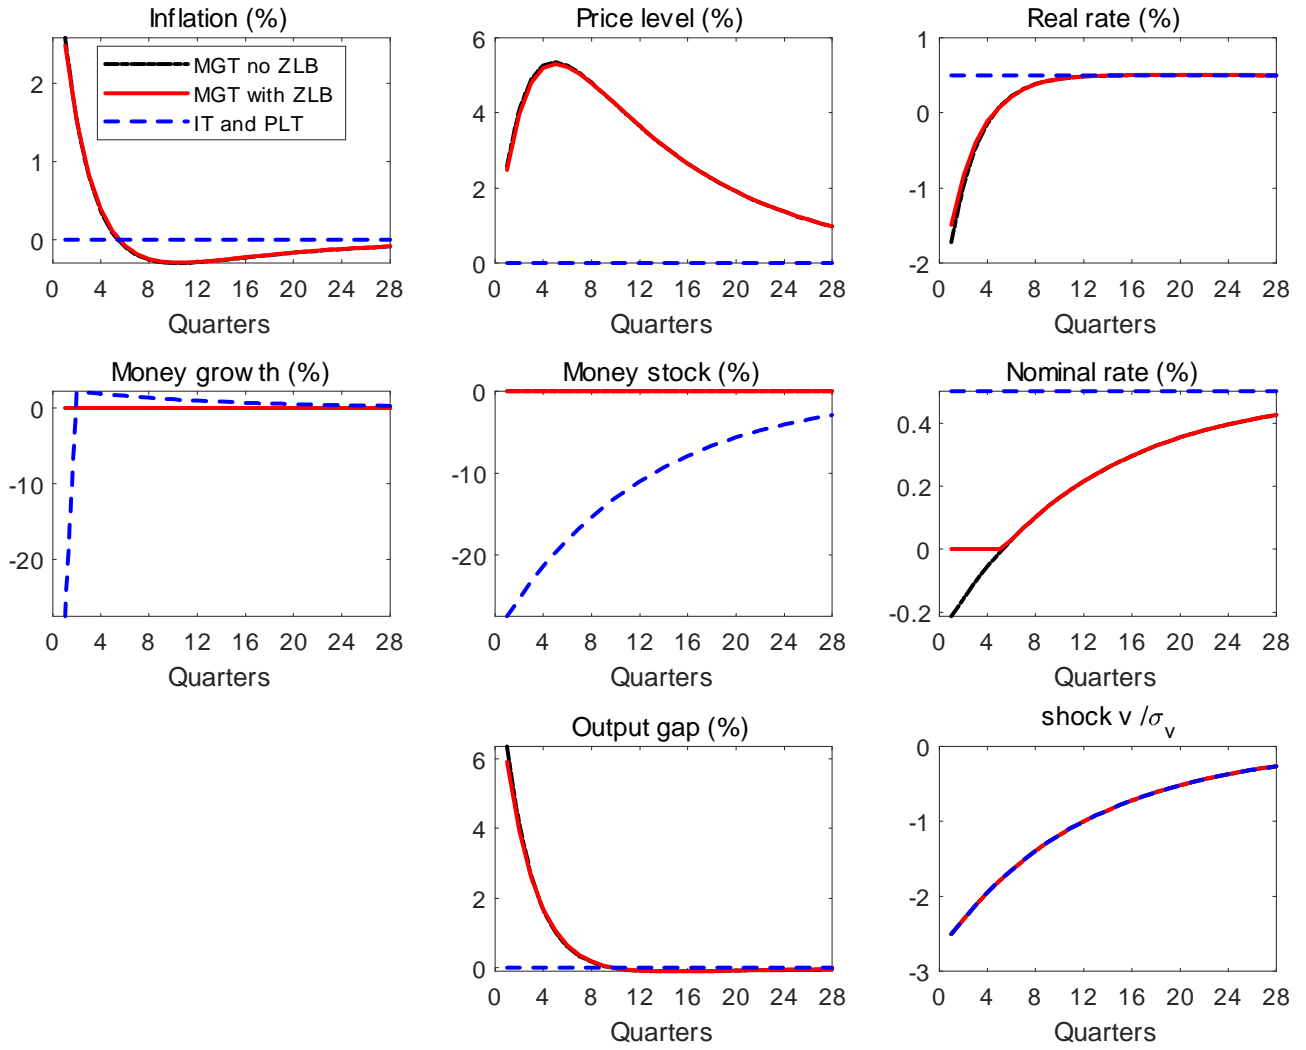 Inflation (%)
2
1
0
MGT no ZLB
MGT with ZLB
IT and PLT
0 4 8 12 16 20 24 28
Quarters
Price level (%)
6
4
2
0
0 4 8 12 16 20 24 28
Quarters
Real rate (%)
1
0
-1
-2
0 4 8 12 16 20 24 28
Quarters
Money growth (%)
0
-10
-20
0 4 8 12 16 20 24 28
Quarters
Money stock (%)
0
-10
-20
0 4 8 12 16 20 24 28
Quarters
Nominal rate (%)
0.4
0.2
0
-0.2
0 4 8 12 16 20 24 28
Quarters
Output gap (%)
6
4
2
0
0 4 8 12 16 20 24 28
Quarters
shock v /σ_v
0
-1
-2
-3
0 4 8 12 16 20 24 28
Quarters